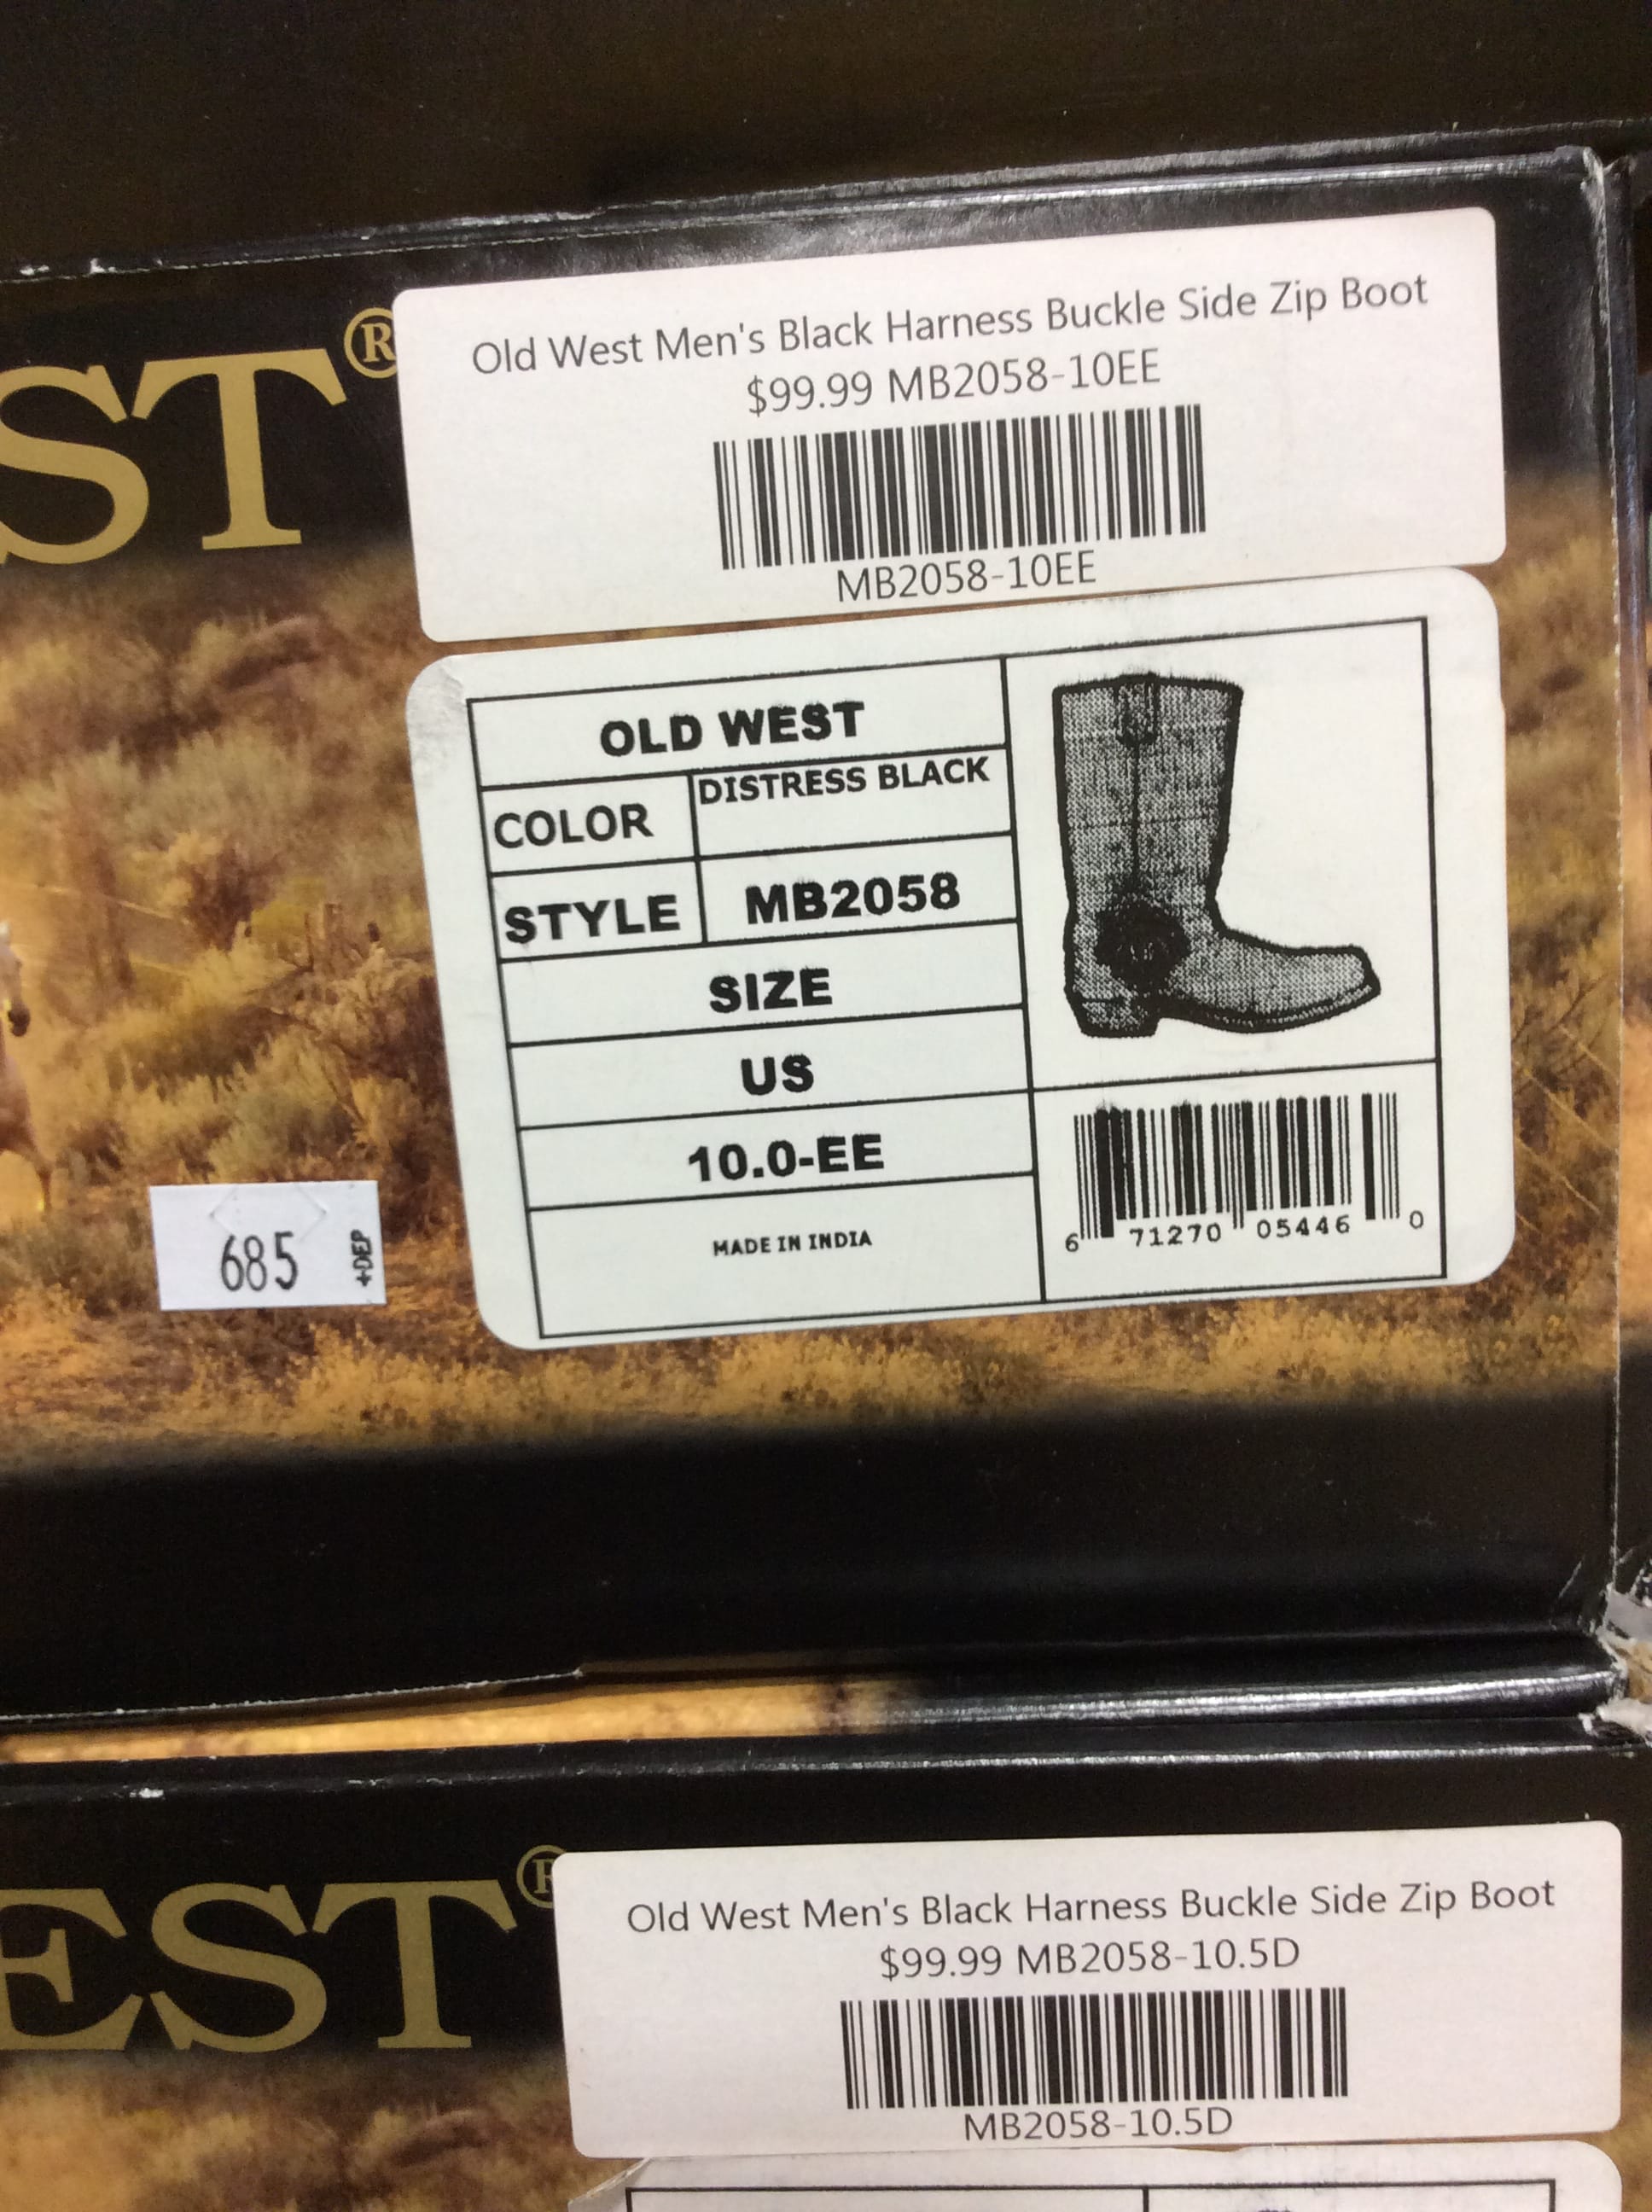 ST®
Old West Men's Black Harness Buckle Side Zip Boot
$99.99 MB2058-10EE
MB2058-10EE
OLD WEST
COLOR DISTRESS BLACK
STYLE MB2058
SIZE
US
10.0-EE
MADE IN INDIA
6 71270 05446 0
685 +DEP
EST®
Old West Men's Black Harness Buckle Side Zip Boot
$99.99 MB2058-10.5D
MB2058-10.5D